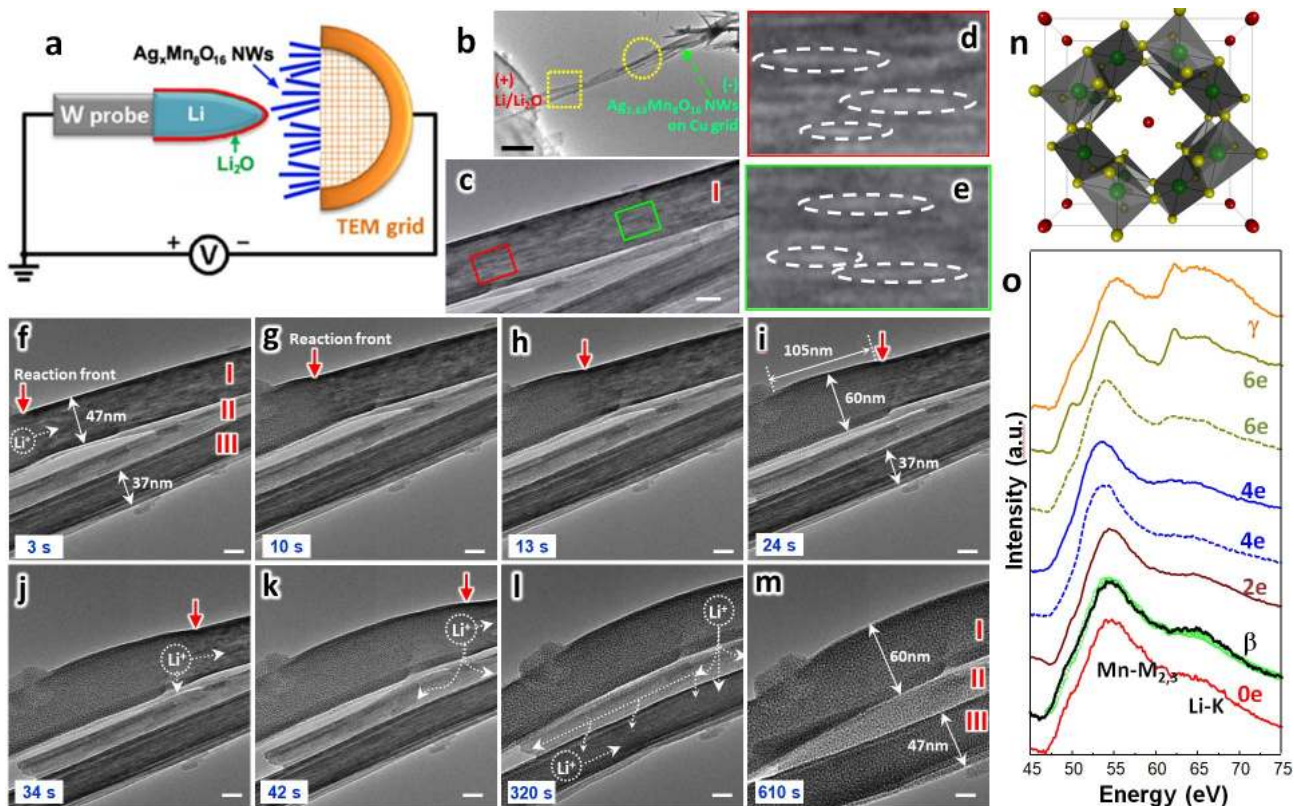 a
AgₓMn₈O₁₆ NWs
W probe
Li
Li₂O
TEM grid
+ V −
b
(+)
Li/Li₂O
(-)
Mn₈O₁₆ NWs
on Cu grid
c
I
d
e
f
Reaction front
I
II
III
47nm
Li⁺
37nm
3 s
g
Reaction front
10 s
h
13 s
i
105nm
60nm
37nm
24 s
j
Li⁺
34 s
k
Li⁺
42 s
l
Li⁺
Li⁺
320 s
m
I
II
III
60nm
47nm
610 s
n
o
γ
6e
6e
4e
4e
2e
β
Mn-M₂,₃
Li-K
0e
Intensity (a.u.)
45 50 55 60 65 70 75
Energy (eV)